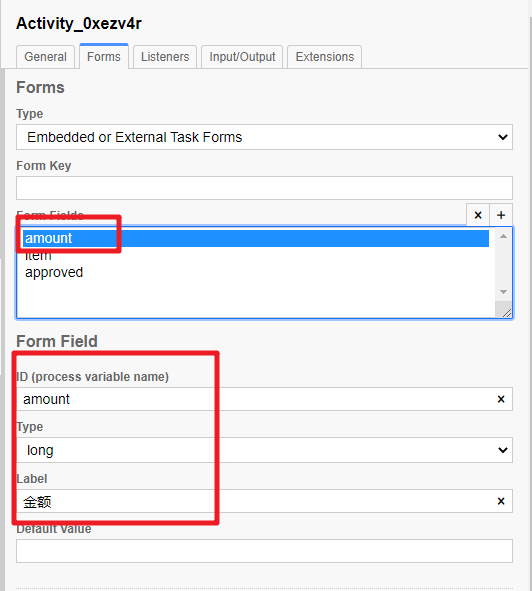 Activity_0xezv4r
General Forms Listeners Input/Output Extensions
Forms
Type
Embedded or External Task Forms
Form Key
Form Fields × +
amount
item
approved
Form Field
ID (process variable name)
amount ×
Type
long
Label
金额 ×
Default Value